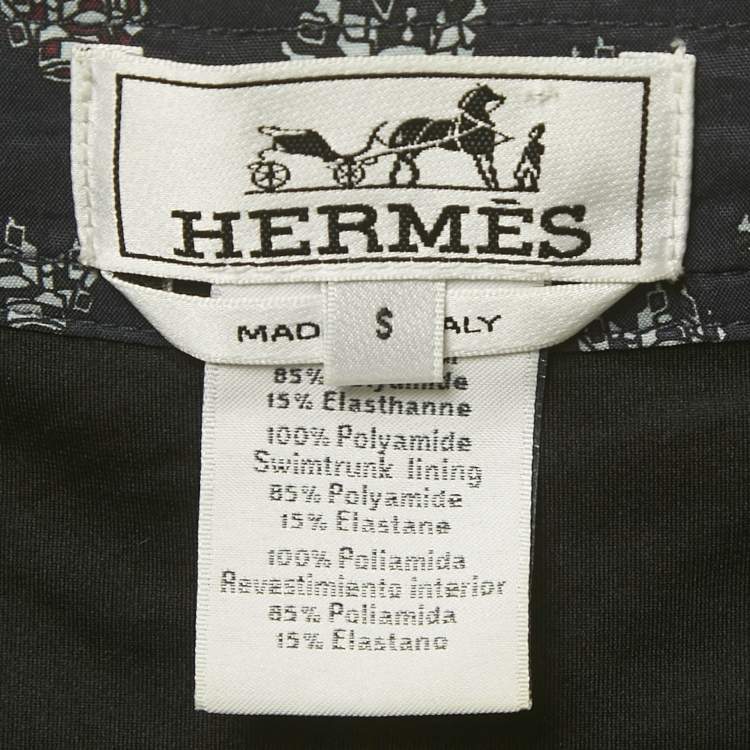 HERMÈS
S
MAD ALY
85% Polyamide
15% Elasthanne
100% Polyamide
Swimtrunk lining
85% Polyamide
15% Elastane
100% Poliamida
Revestimiento interior
85% Poliamida
15% Elastano